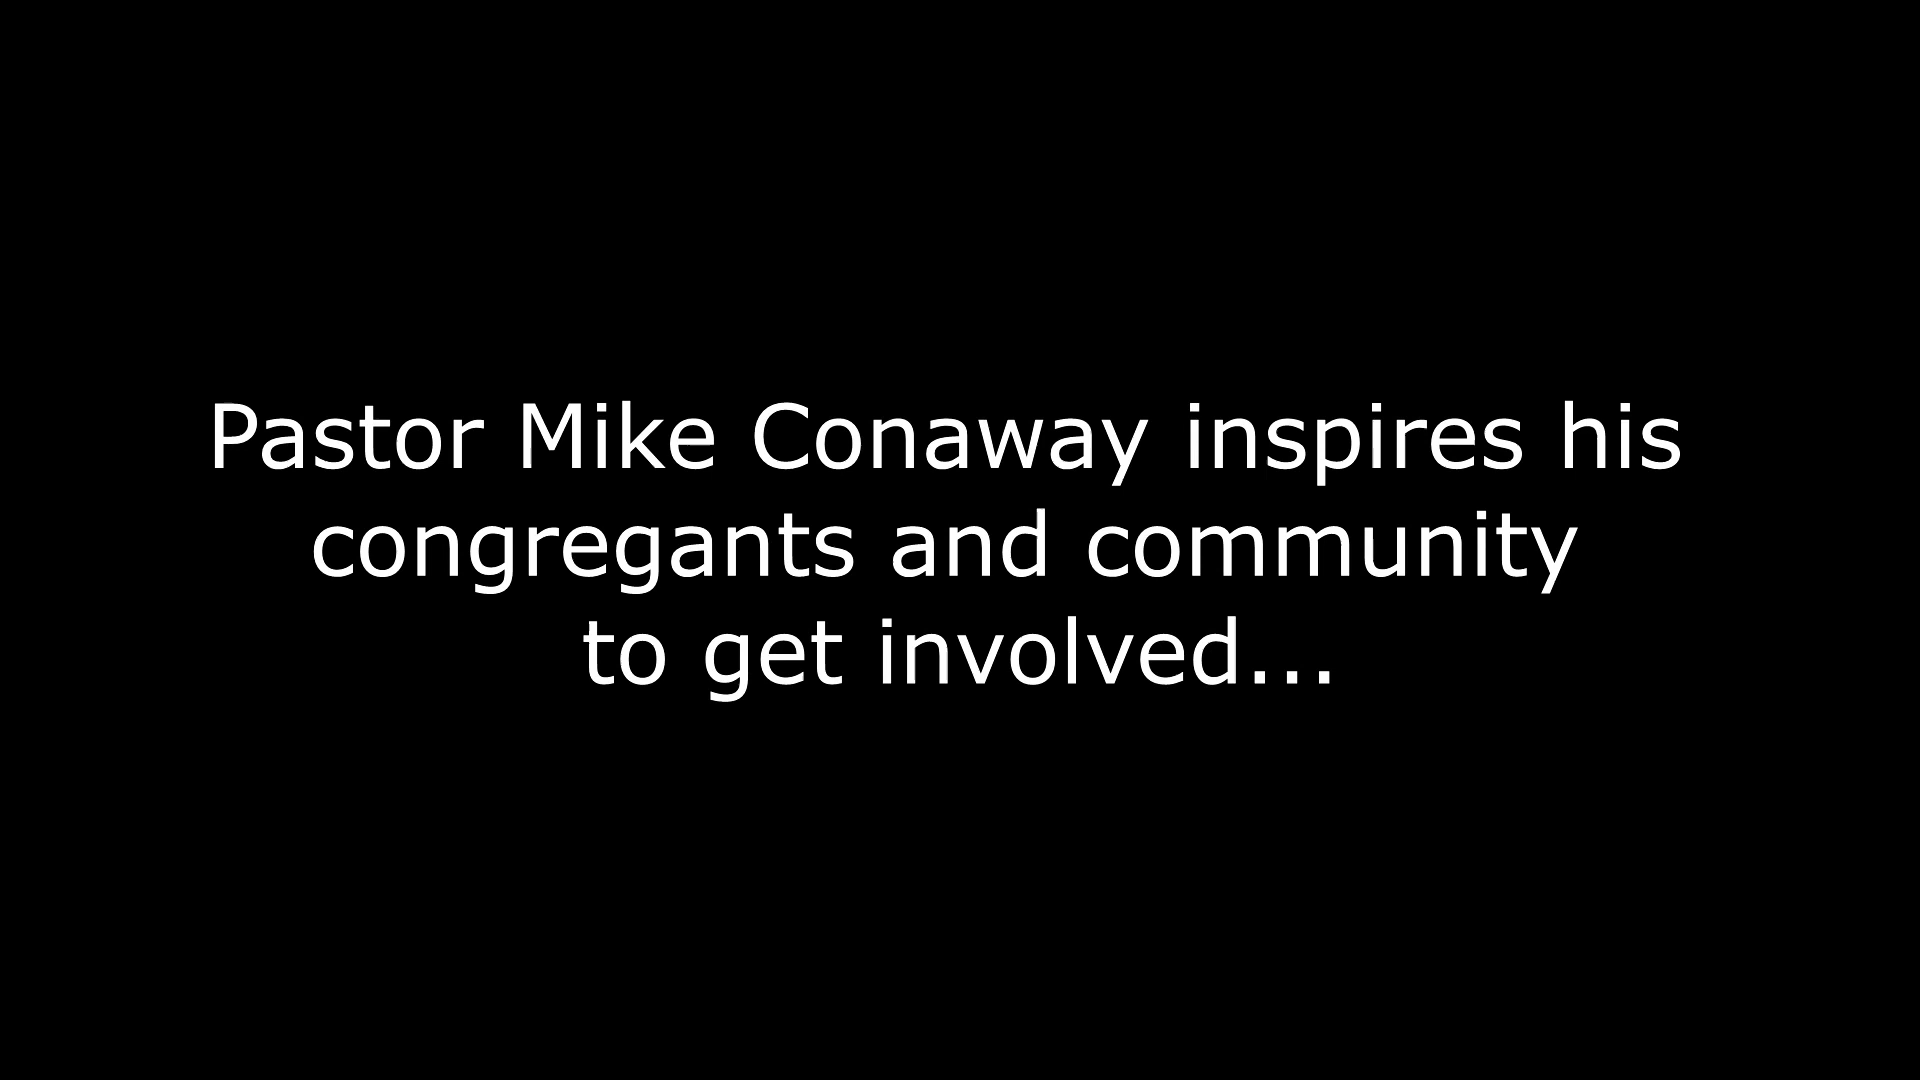 Pastor Mike Conaway inspires his
congregants and community
to get involved...